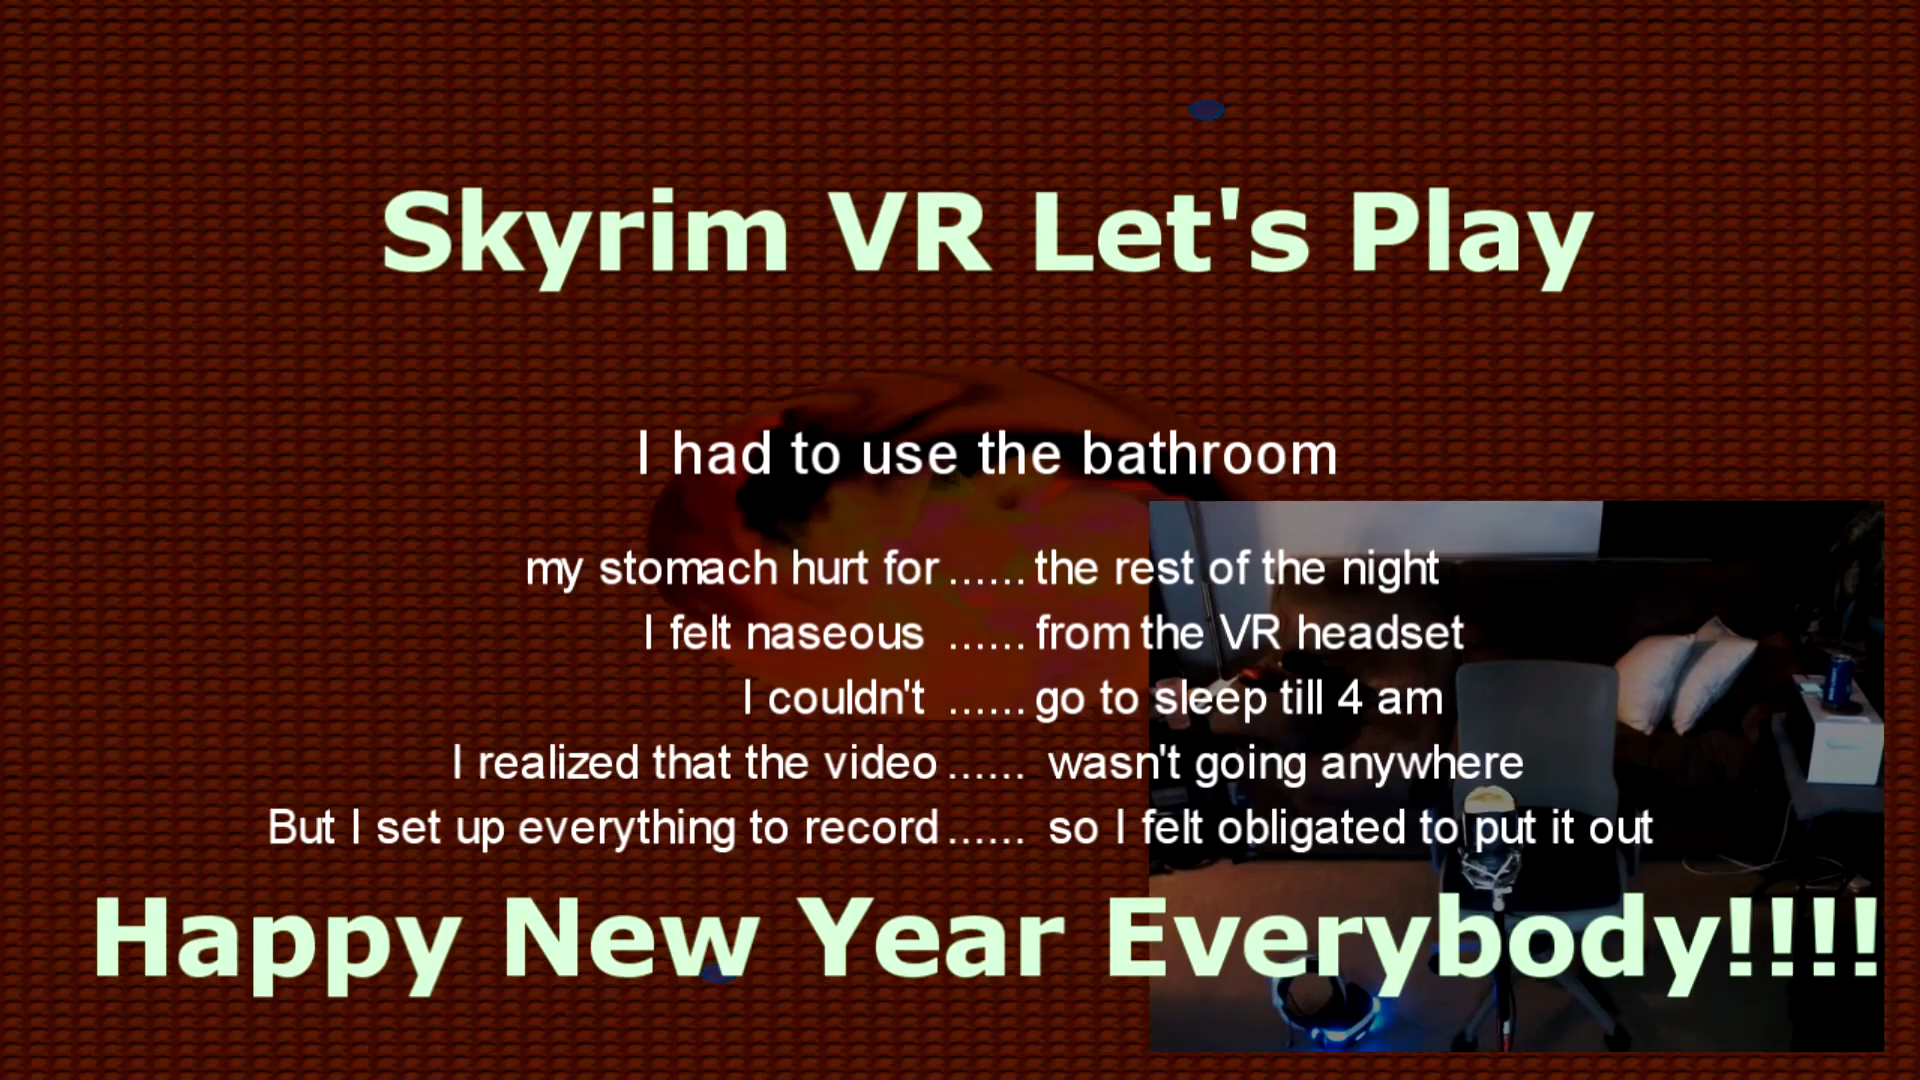 Skyrim VR Let's Play
I had to use the bathroom
my stomach hurt for ...... the rest of the night
I felt naseous ...... from the VR headset
I couldn't ...... go to sleep till 4 am
I realized that the video ...... wasn't going anywhere
But I set up everything to record ...... so I felt obligated to put it out
Happy New Year Everybody!!!!